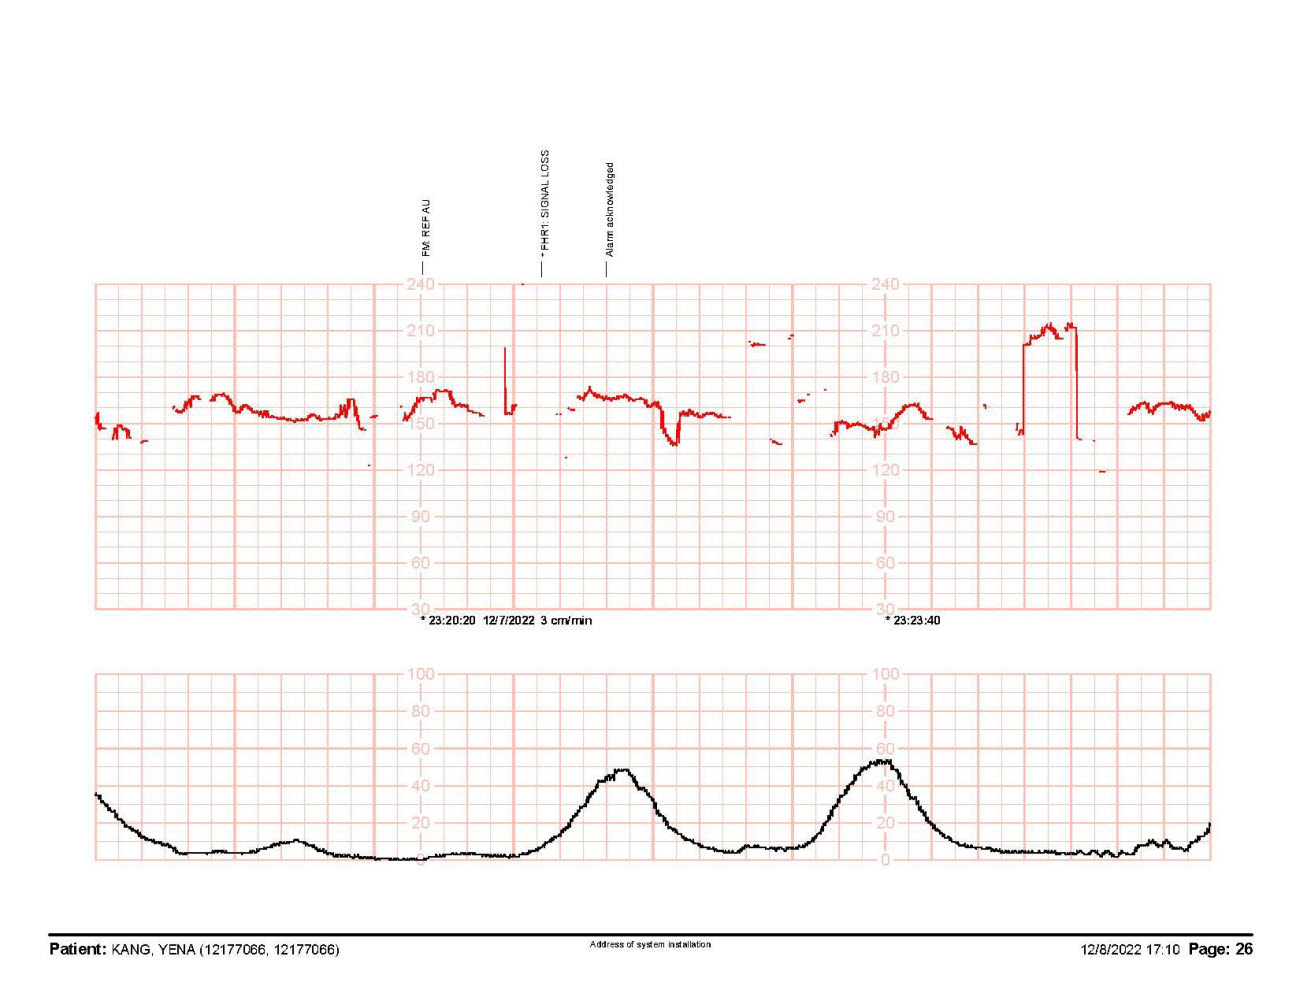 FM: REF AU
* FHR1: SIGNAL LOSS
Alarm acknowledged
240 240
210 210
180 180
150 150
120 120
90 90
60 60
30 30
* 23:20:20 12/7/2022 3 cm/min * 23:23:40
100 100
80 80
60 60
40 40
20 20
0 0
Patient: KANG, YENA (12177066, 12177066) Address of system installation 12/8/2022 17:10 Page: 26